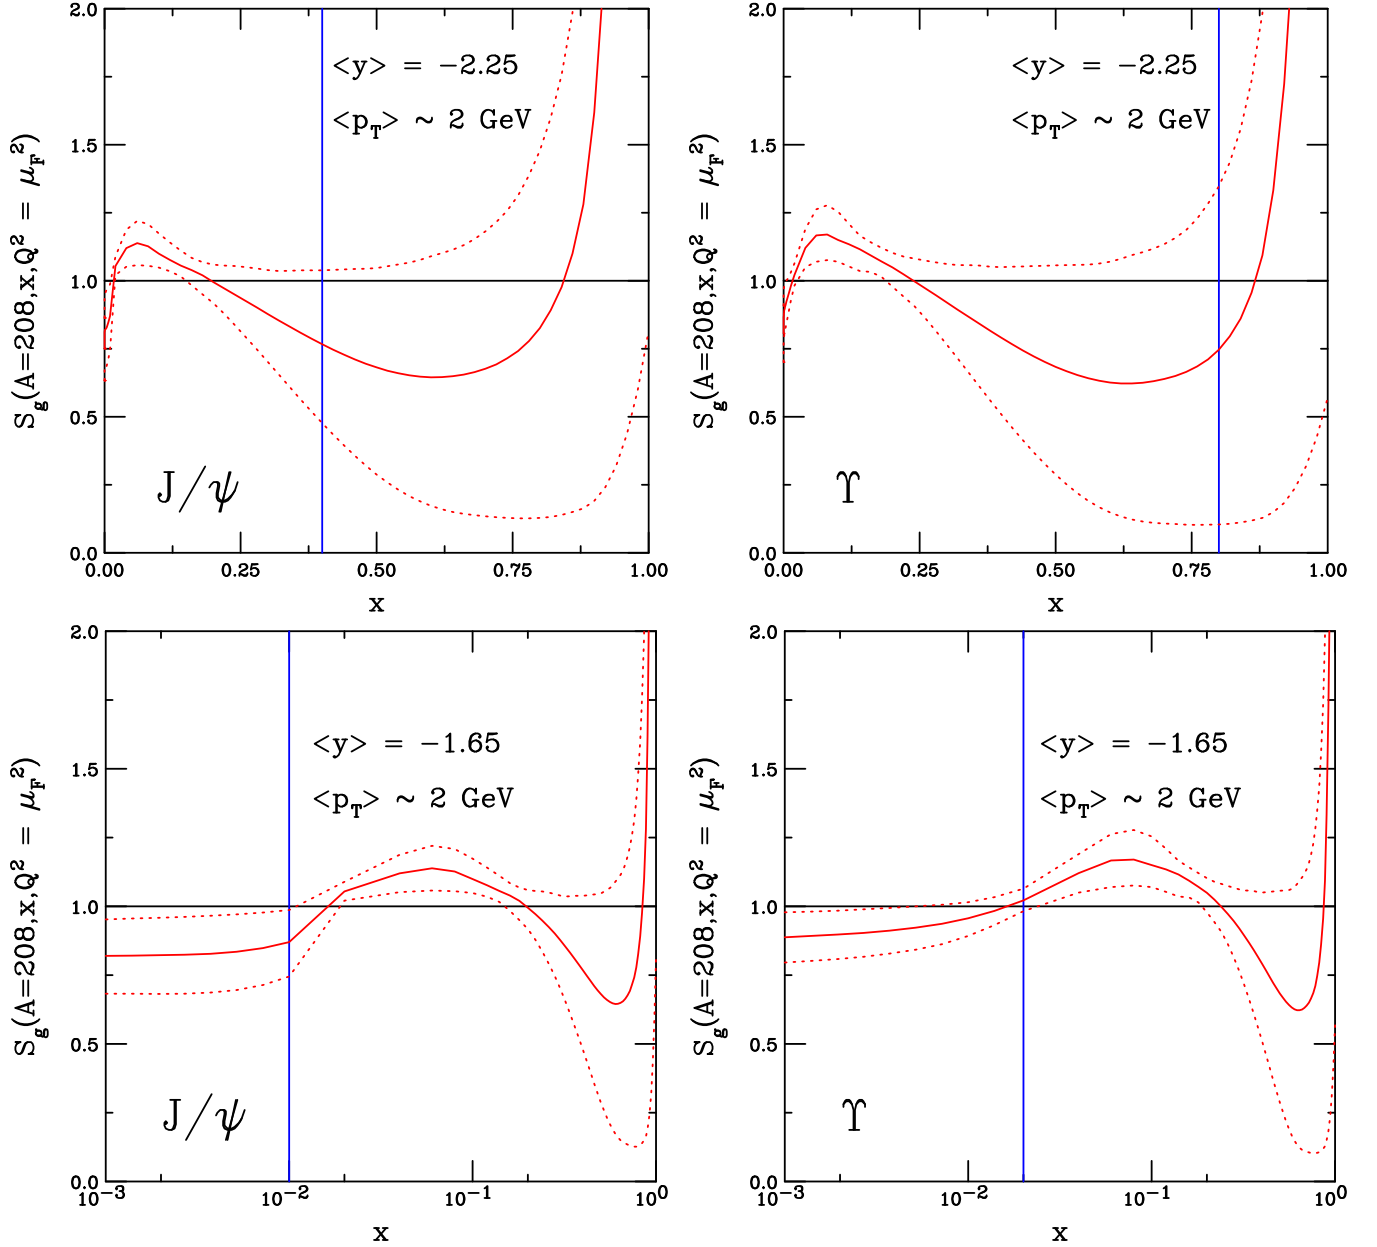 2.0
<y> = −2.25
<p_T> ~ 2 GeV
1.5
1.0
0.5
0.0
S_g(A=208,x,Q² = μ_F²)
J/ψ
0.00 0.25 0.50 0.75 1.00
x
2.0
<y> = −2.25
<p_T> ~ 2 GeV
1.5
1.0
0.5
0.0
S_g(A=208,x,Q² = μ_F²)
ϒ
0.00 0.25 0.50 0.75 1.00
x
2.0
<y> = −1.65
<p_T> ~ 2 GeV
1.5
1.0
0.5
0.0
S_g(A=208,x,Q² = μ_F²)
J/ψ
10⁻³ 10⁻² 10⁻¹ 10⁰
x
2.0
<y> = −1.65
<p_T> ~ 2 GeV
1.5
1.0
0.5
0.0
S_g(A=208,x,Q² = μ_F²)
ϒ
10⁻³ 10⁻² 10⁻¹ 10⁰
x